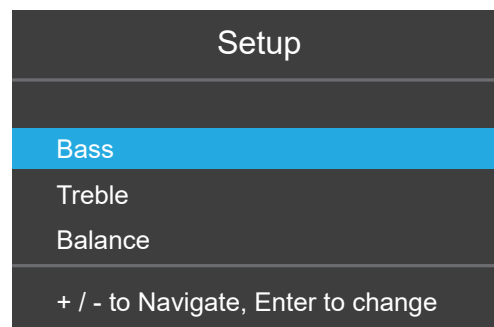 Setup
Bass
Treble
Balance
+ / - to Navigate, Enter to change